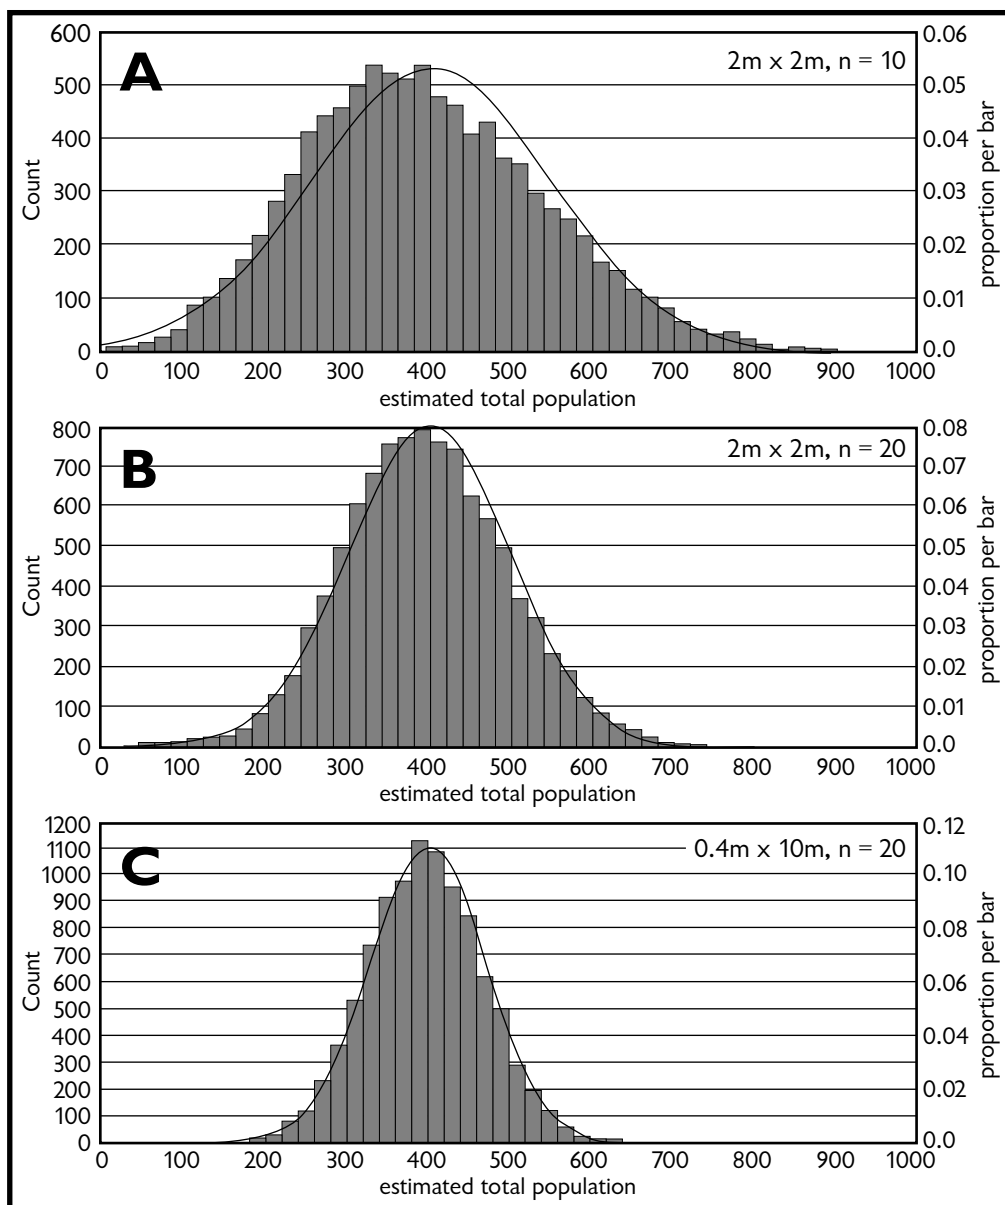 600
500
400
300
200
100
0
Count
A
2m x 2m, n = 10
0.06
0.05
0.04
0.03
0.02
0.01
0.0
proportion per bar
0 100 200 300 400 500 600 700 800 900 1000
estimated total population
800
700
600
500
400
300
200
100
0
Count
B
2m x 2m, n = 20
0.08
0.07
0.06
0.05
0.04
0.03
0.02
0.01
0.0
proportion per bar
0 100 200 300 400 500 600 700 800 900 1000
estimated total population
1200
1100
1000
900
800
700
600
500
400
300
200
100
0
Count
C
0.4m x 10m, n = 20
0.12
0.10
0.08
0.06
0.04
0.02
0.0
proportion per bar
0 100 200 300 400 500 600 700 800 900 1000
estimated total population